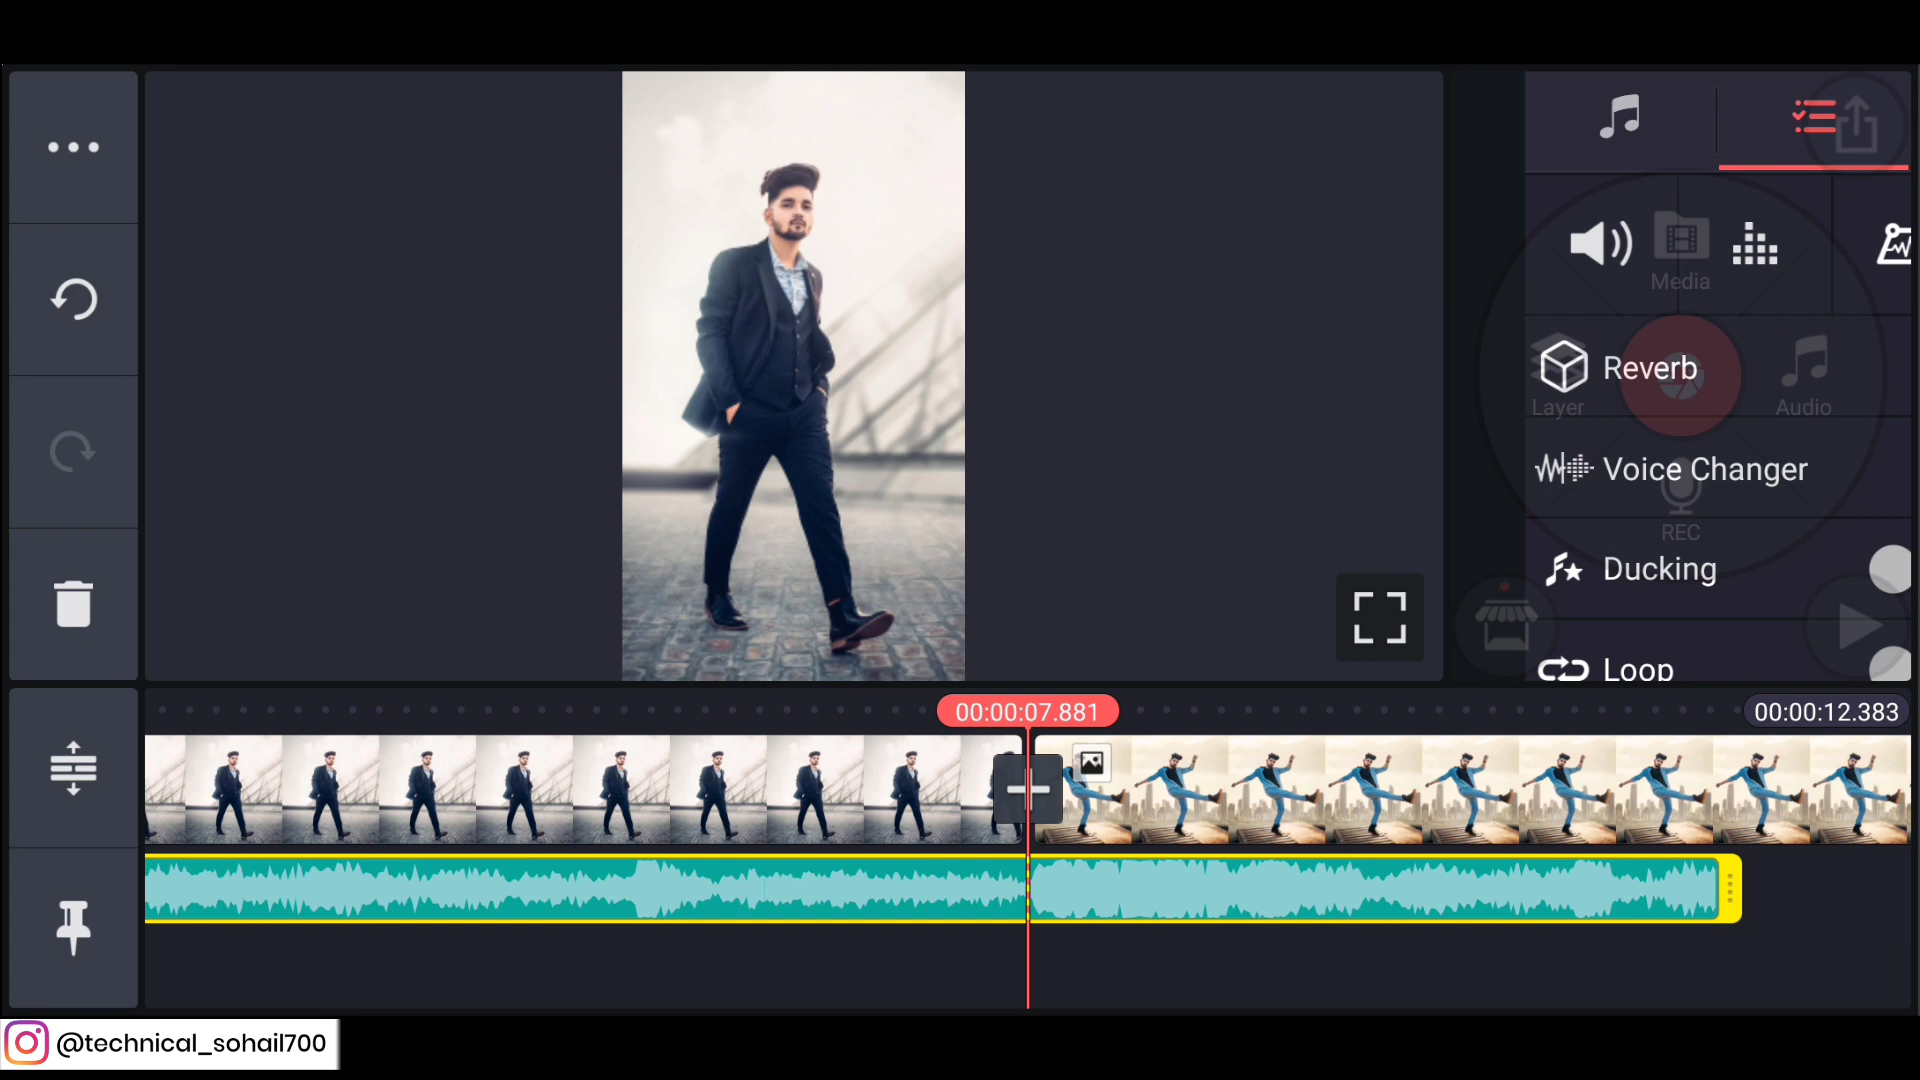 Media
Reverb
Layer
Audio
Voice Changer
REC
Ducking
Loop
00:00:07.881
00:00:12.383
@technical_sohail700